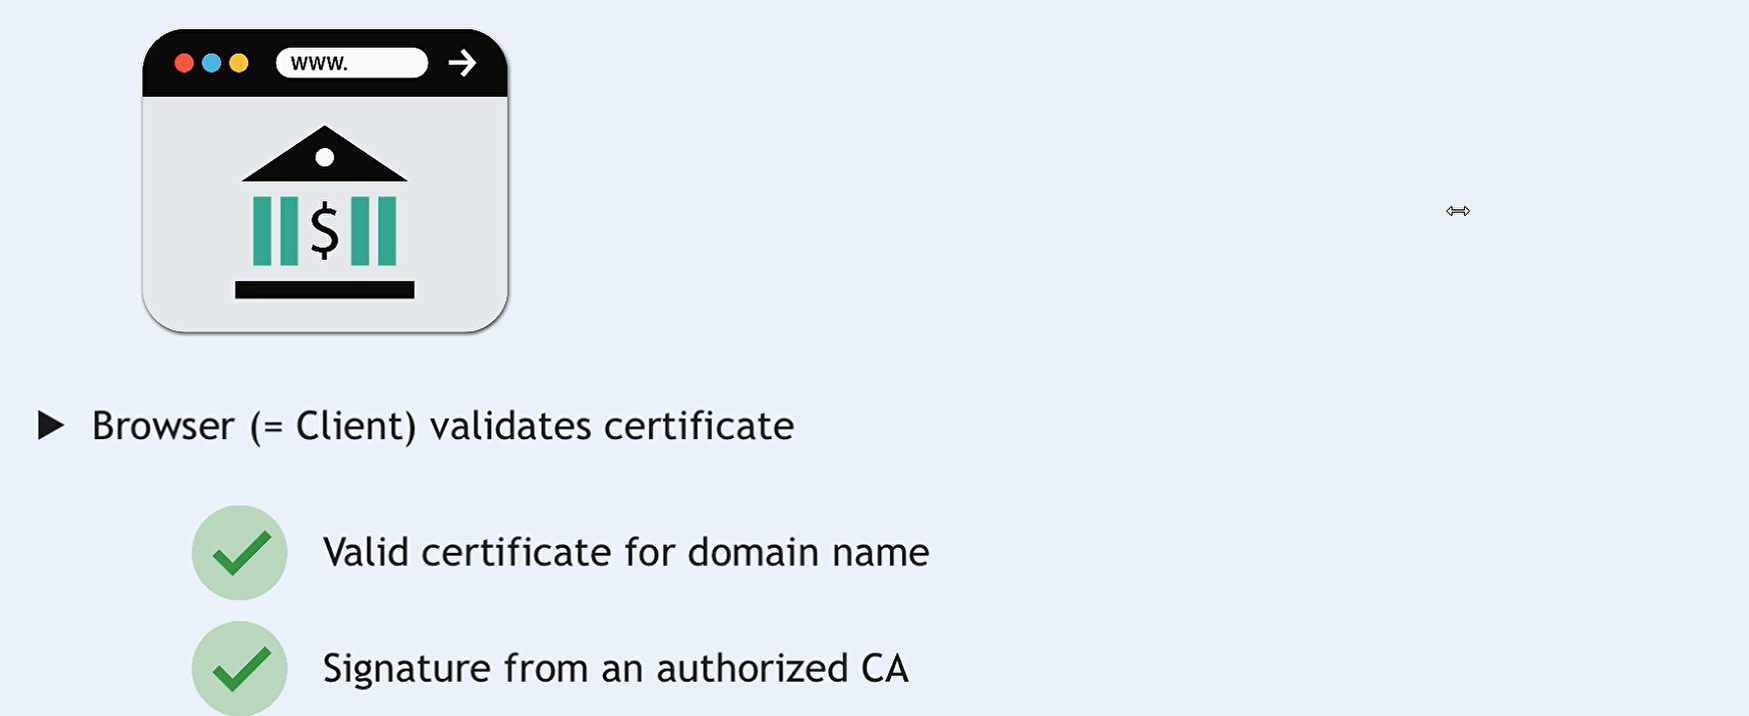 www.
$
▶ Browser (= Client) validates certificate
Valid certificate for domain name
Signature from an authorized CA